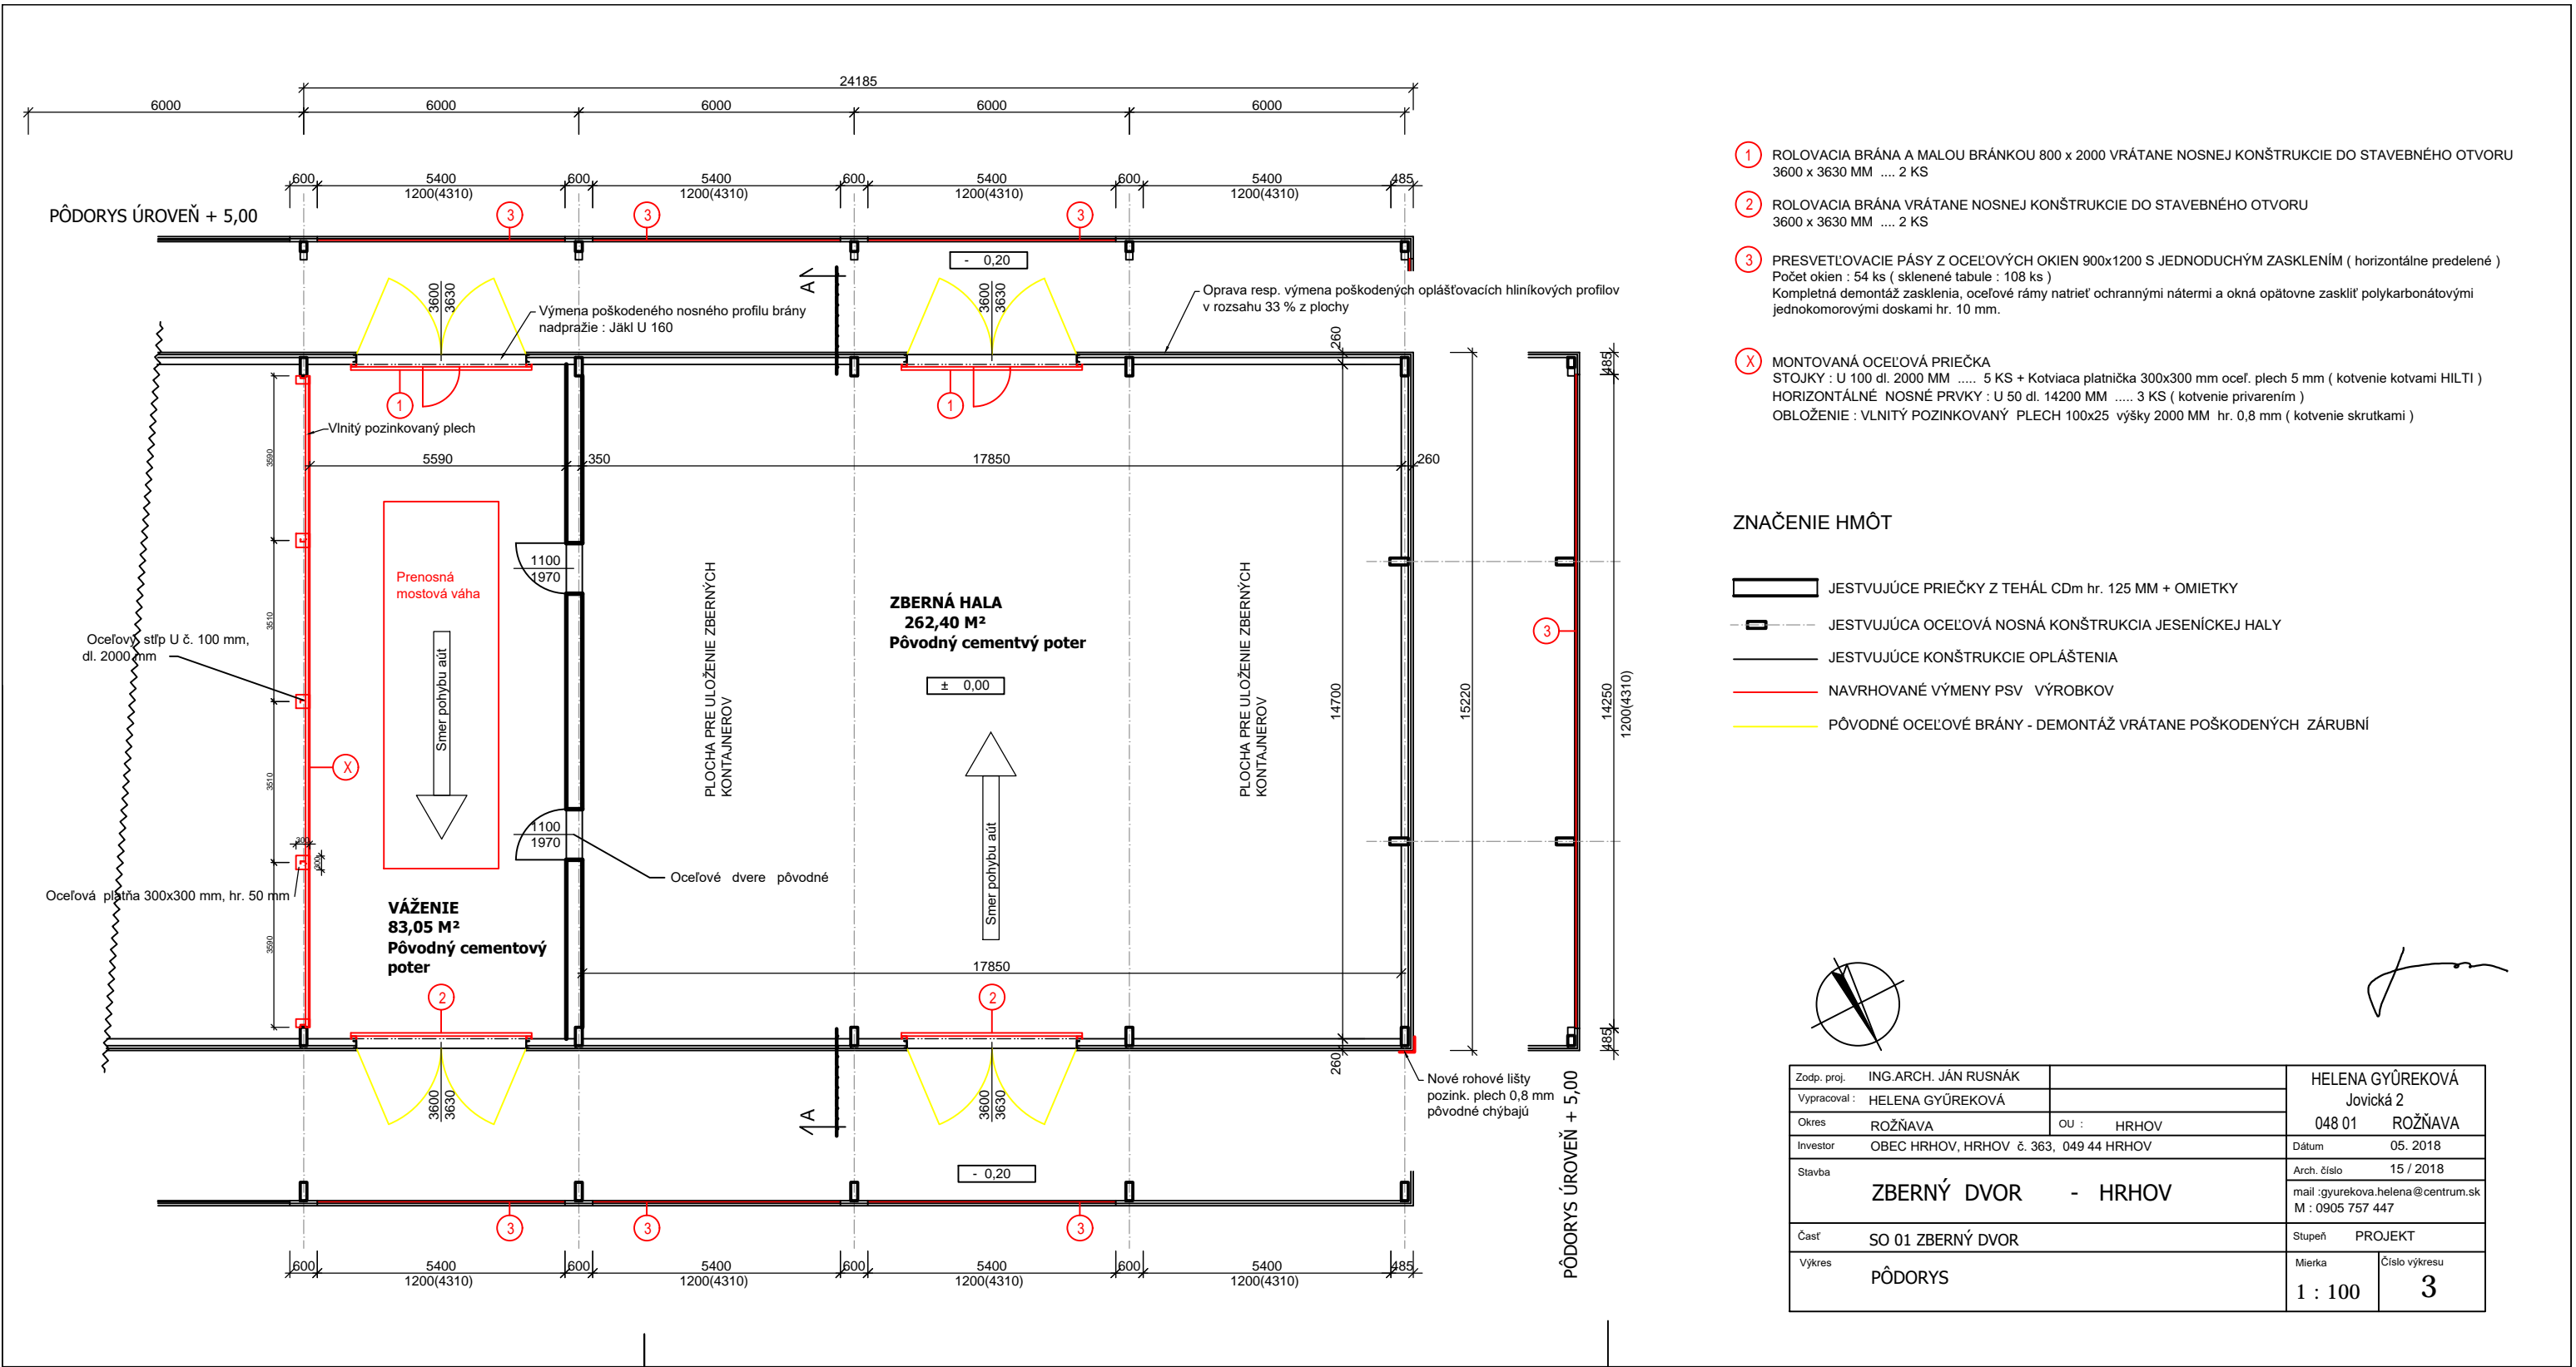 24185
6000
6000
6000
6000
6000
600
5400
1200(4310)
600
5400
1200(4310)
600
5400
1200(4310)
600
5400
1200(4310)
485
PÔDORYS ÚROVEŇ + 5,00
3
3
3
- 0,20
A
3600
3630
3600
3630
Výmena poškodeného nosného profilu brány
nadpražie : Jäkl U 160
Oprava resp. výmena poškodených oplášťovacích hliníkových profilov
v rozsahu 33 % z plochy
260
485
1
1
Vlnitý pozinkovaný plech
3590
5590
350
17850
260
Prenosná
mostová váha
1100
1970
3510
Oceľový stĺp U č. 100 mm,
dl. 2000 mm
Smer pohybu aút
PLOCHA PRE ULOŽENIE ZBERNÝCH
KONTAJNEROV
ZBERNÁ HALA
262,40 M²
Pôvodný cementvý poter
± 0,00
PLOCHA PRE ULOŽENIE ZBERNÝCH
KONTAJNEROV
14700
15220
3
14250
1200(4310)
X
3510
1100
1970
300
300
Oceľová platňa 300x300 mm, hr. 50 mm
Oceľové dvere pôvodné
Smer pohybu aút
VÁŽENIE
83,05 M²
Pôvodný cementový
poter
3590
17850
2
2
260
485
3600
3630
3600
3630
A
Nové rohové lišty
pozink. plech 0,8 mm
pôvodné chýbajú
PÔDORYS ÚROVEŇ + 5,00
- 0,20
3
3
3
600
5400
1200(4310)
600
5400
1200(4310)
600
5400
1200(4310)
600
5400
1200(4310)
485
1 ROLOVACIA BRÁNA A MALOU BRÁNKOU 800 x 2000 VRÁTANE NOSNEJ KONŠTRUKCIE DO STAVEBNÉHO OTVORU
3600 x 3630 MM .... 2 KS
2 ROLOVACIA BRÁNA VRÁTANE NOSNEJ KONŠTRUKCIE DO STAVEBNÉHO OTVORU
3600 x 3630 MM .... 2 KS
3 PRESVETĽOVACIE PÁSY Z OCEĽOVÝCH OKIEN 900x1200 S JEDNODUCHÝM ZASKLENÍM ( horizontálne predelené )
Počet okien : 54 ks ( sklenené tabule : 108 ks )
Kompletná demontáž zasklenia, oceľové rámy natrieť ochrannými nátermi a okná opätovne zaskliť polykarbonátovými
jednokomorovými doskami hr. 10 mm.
X MONTOVANÁ OCEĽOVÁ PRIEČKA
STOJKY : U 100 dl. 2000 MM ..... 5 KS + Kotviaca platnička 300x300 mm oceľ. plech 5 mm ( kotvenie kotvami HILTI )
HORIZONTÁLNÉ NOSNÉ PRVKY : U 50 dl. 14200 MM ..... 3 KS ( kotvenie privarením )
OBLOŽENIE : VLNITÝ POZINKOVANÝ PLECH 100x25 výšky 2000 MM hr. 0,8 mm ( kotvenie skrutkami )
ZNAČENIE HMÔT
JESTVUJÚCE PRIEČKY Z TEHÁL CDm hr. 125 MM + OMIETKY
JESTVUJÚCA OCEĽOVÁ NOSNÁ KONŠTRUKCIA JESENÍCKEJ HALY
JESTVUJÚCE KONŠTRUKCIE OPLÁŠTENIA
NAVRHOVANÉ VÝMENY PSV VÝROBKOV
PÔVODNÉ OCEĽOVÉ BRÁNY - DEMONTÁŽ VRÁTANE POŠKODENÝCH ZÁRUBNÍ
Zodp. proj. ING.ARCH. JÁN RUSNÁK
Vypracoval : HELENA GYŰREKOVÁ
Okres ROŽŇAVA OU : HRHOV
Investor OBEC HRHOV, HRHOV č. 363, 049 44 HRHOV
Stavba
ZBERNÝ DVOR - HRHOV
Časť SO 01 ZBERNÝ DVOR
Výkres
PÔDORYS
HELENA GYŰREKOVÁ
Jovická 2
048 01 ROŽŇAVA
Dátum 05. 2018
Arch. číslo 15 / 2018
mail :gyurekova.helena@centrum.sk
M : 0905 757 447
Stupeň PROJEKT
Mierka
1 : 100
Číslo výkresu
3